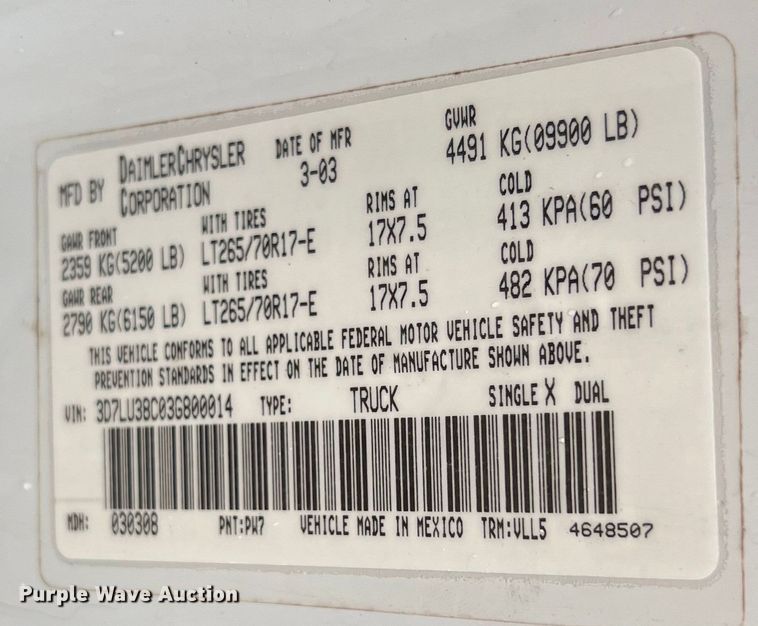 MFD BY DAIMLERCHRYSLER CORPORATION DATE OF MFR 3-03 GVWR 4491 KG(09900 LB)
GAWR FRONT WITH TIRES RIMS AT COLD
2359 KG(5200 LB) LT265/70R17-E 17X7.5 413 KPA(60 PSI)
GAWR REAR WITH TIRES RIMS AT COLD
2790 KG(6150 LB) LT265/70R17-E 17X7.5 482 KPA(70 PSI)
THIS VEHICLE CONFORMS TO ALL APPLICABLE FEDERAL MOTOR VEHICLE SAFETY AND THEFT
PREVENTION STANDARDS IN EFFECT ON THE DATE OF MANUFACTURE SHOWN ABOVE.
VIN: 3D7LU38C03G800014 TYPE: TRUCK SINGLE X DUAL
MDH: 030308 PNT:PW7 VEHICLE MADE IN MEXICO TRM:VLL5 4648507
Purple Wave Auction